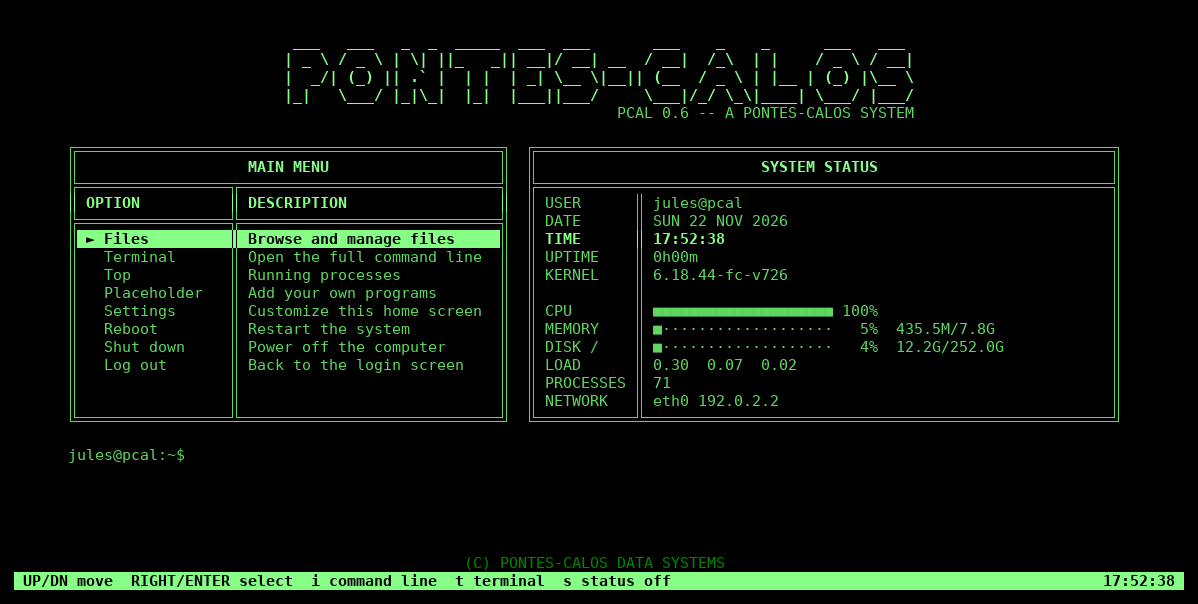 PONTES-CALOS
PCAL 0.6 -- A PONTES-CALOS SYSTEM
MAIN MENU
OPTION DESCRIPTION
► Files Browse and manage files
Terminal Open the full command line
Top Running processes
Placeholder Add your own programs
Settings Customize this home screen
Reboot Restart the system
Shut down Power off the computer
Log out Back to the login screen
SYSTEM STATUS
USER jules@pcal
DATE SUN 22 NOV 2026
TIME 17:52:38
UPTIME 0h00m
KERNEL 6.18.44-fc-v726
CPU 100%
MEMORY 5% 435.5M/7.8G
DISK / 4% 12.2G/252.0G
LOAD 0.30 0.07 0.02
PROCESSES 71
NETWORK eth0 192.0.2.2
jules@pcal:~$
(C) PONTES-CALOS DATA SYSTEMS
UP/DN move RIGHT/ENTER select i command line t terminal s status off 17:52:38